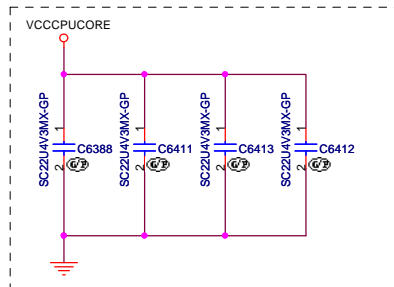 VCCCPUCORE
SC22U4V3MX-GP
1
2
C6388
G/P
SC22U4V3MX-GP
1
2
C6411
G/P
SC22U4V3MX-GP
1
2
C6413
G/P
SC22U4V3MX-GP
1
2
C6412
G/P